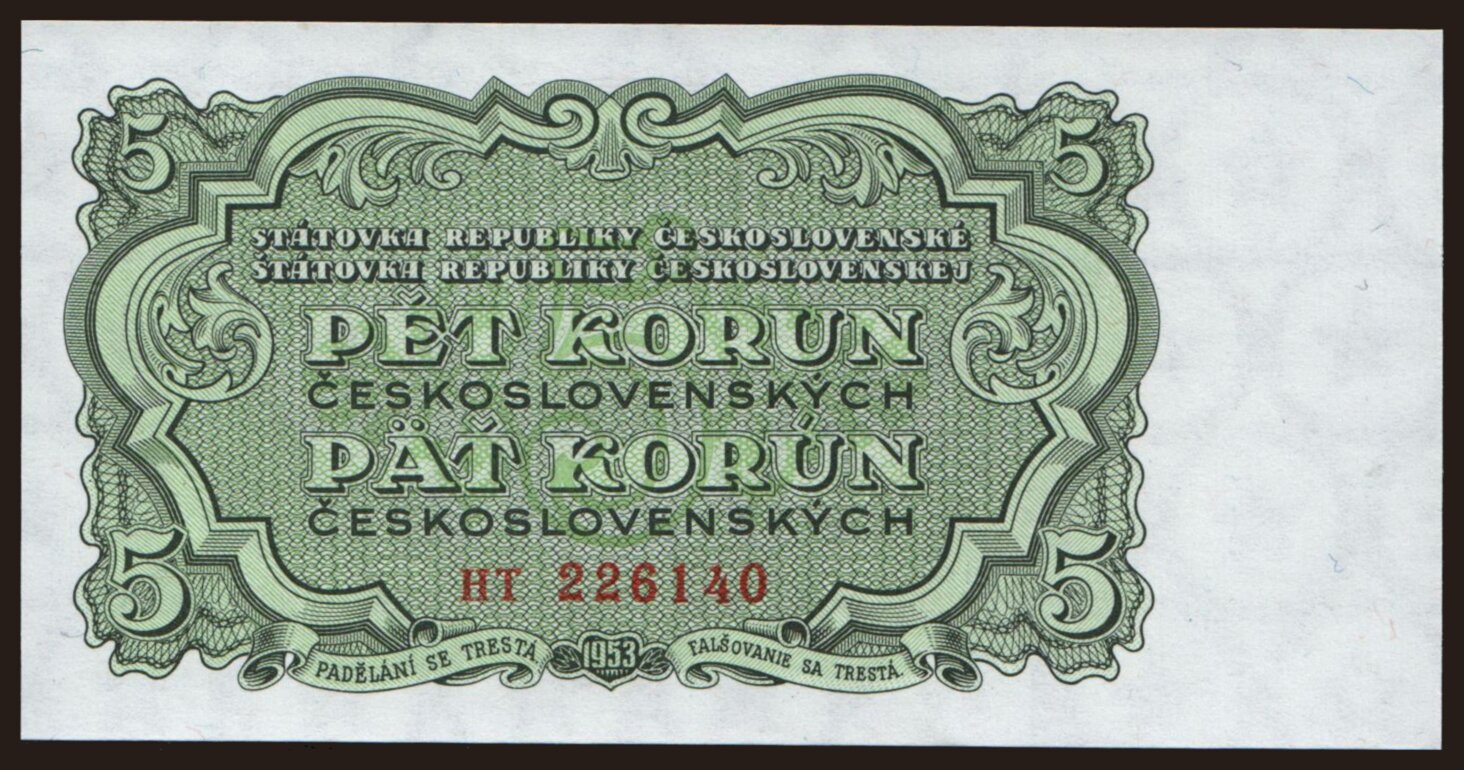 5 5
STÁTOVKA REPUBLIKY ČESKOSLOVENSKÉ
ŠTÁTOVKA REPUBLIKY ČESKOSLOVENSKEJ
PĚT KORUN
ČESKOSLOVENSKÝCH
PÄŤ KORÚN
ČESKOSLOVENSKÝCH
5 5
HT 226140
PADĚLÁNÍ SE TRESTÁ 1953 FALŠOVANIE SA TRESTÁ.